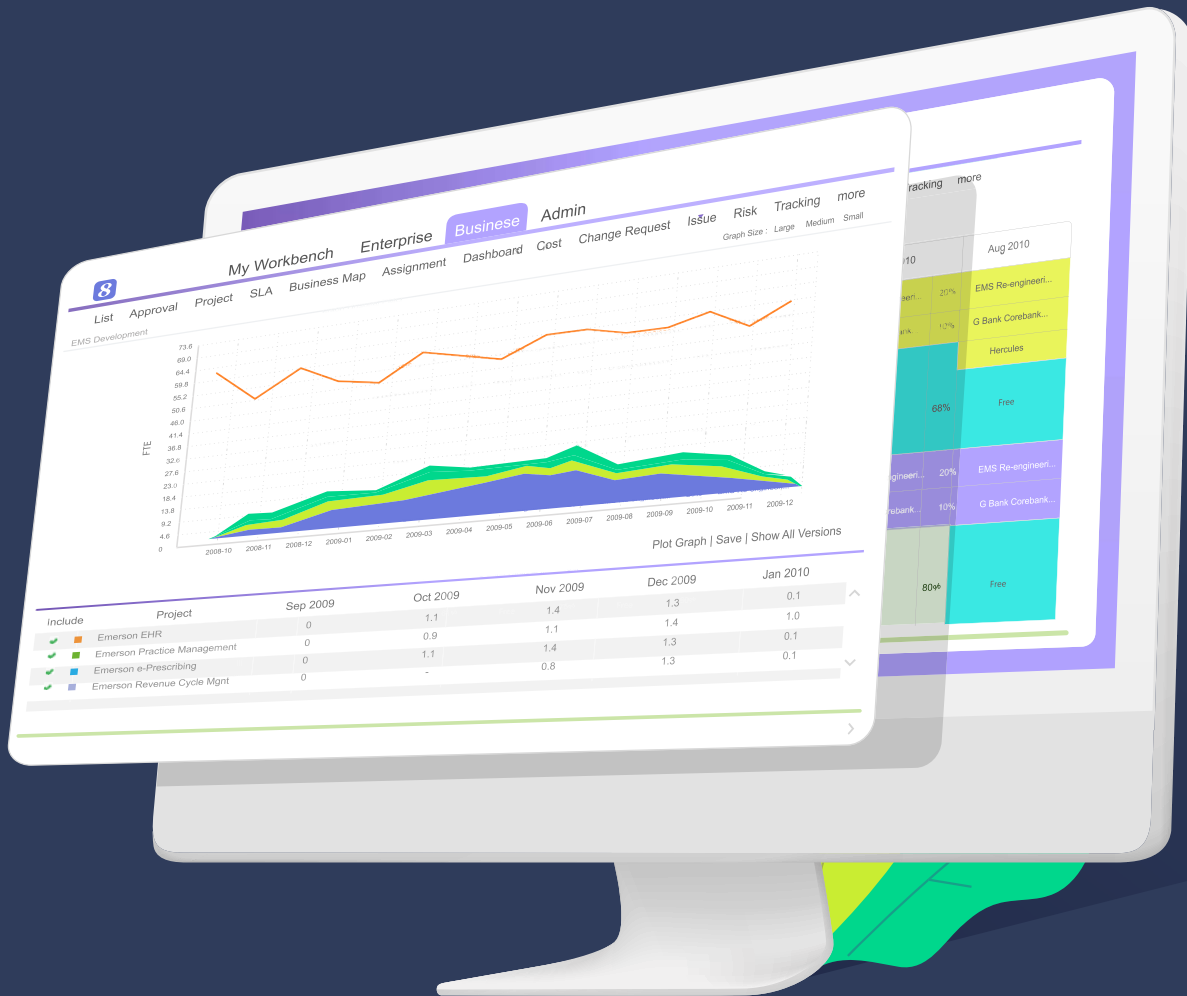 8
My Workbench Enterprise Businese Admin
List Approval Project SLA Business Map Assignment Dashboard Cost Change Request Issue Risk Tracking more
EMS Development
Graph Size : Large Medium Small
73.6
69.0
64.4
59.8
55.2
50.6
46.0
41.4
36.8
32.6
27.6
23.0
18.4
13.8
9.2
4.6
0
FTE
2008-10 2008-11 2008-12 2009-01 2009-02 2009-03 2009-04 2009-05 2009-06 2009-07 2009-08 2009-09 2009-10 2009-11 2009-12
Plot Graph | Save | Show All Versions
Include Project Sep 2009 Oct 2009 Nov 2009 Dec 2009 Jan 2010
Emerson EHR 0 1.1 1.4 1.3 0.1
Emerson Practice Management 0 0.9 1.1 1.4 1.0
Emerson e-Prescribing 0 1.1 1.4 1.3 0.1
Emerson Revenue Cycle Mgnt 0 - 0.8 1.3 0.1
racking more
10 Aug 2010
een... 20% EMS Re-engineeri...
10% G Bank Corebank...
Hercules
68% Free
gineeri... 20% EMS Re-engineeri...
rebank... 10% G Bank Corebank...
80% Free